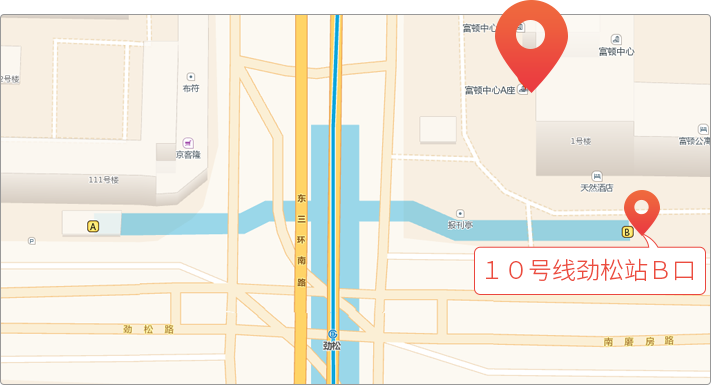 富顿中心
富顿中心
2号楼
布符
富顿中心A座
京客隆
1号楼
富顿公寓
111号楼
天然酒店
东三环南路
报刊亭
A
B
P
10号线劲松站B口
劲松路
劲松
南磨房路